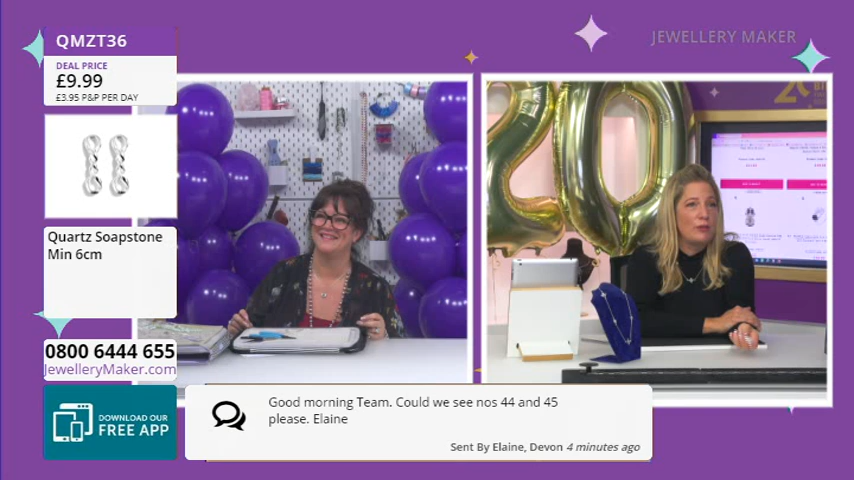 QMZT36
JEWELLERY MAKER
DEAL PRICE
£9.99
£3.95 P&P PER DAY
Quartz Soapstone
Min 6cm
0800 6444 655
JewelleryMaker.com
DOWNLOAD OUR
FREE APP
Good morning Team. Could we see nos 44 and 45
please. Elaine
Sent By Elaine, Devon 4 minutes ago
20